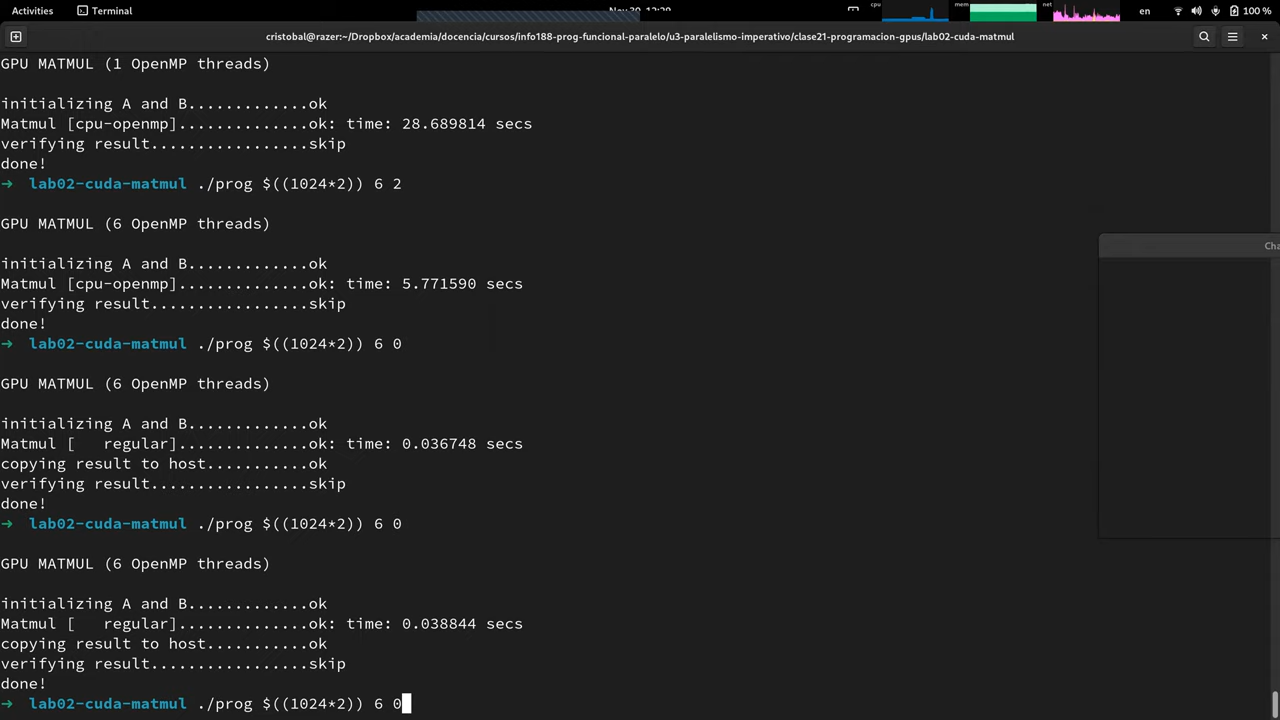 Activities
Terminal
cpu
mem
net
en
100 %
cristobal@razer:~/Dropbox/academia/docencia/cursos/info188-prog-funcional-paralelo/u3-paralelismo-imperativo/clase21-programacion-gpus/lab02-cuda-matmul
GPU MATMUL (1 OpenMP threads)
initializing A and B.............ok
Matmul [cpu-openmp]..............ok: time: 28.689814 secs
verifying result.................skip
done!
→ lab02-cuda-matmul ./prog $((1024*2)) 6 2
GPU MATMUL (6 OpenMP threads)
initializing A and B.............ok
Matmul [cpu-openmp]..............ok: time: 5.771590 secs
verifying result.................skip
done!
→ lab02-cuda-matmul ./prog $((1024*2)) 6 0
GPU MATMUL (6 OpenMP threads)
initializing A and B.............ok
Matmul [   regular]..............ok: time: 0.036748 secs
copying result to host...........ok
verifying result.................skip
done!
→ lab02-cuda-matmul ./prog $((1024*2)) 6 0
GPU MATMUL (6 OpenMP threads)
initializing A and B.............ok
Matmul [   regular]..............ok: time: 0.038844 secs
copying result to host...........ok
verifying result.................skip
done!
→ lab02-cuda-matmul ./prog $((1024*2)) 6 0